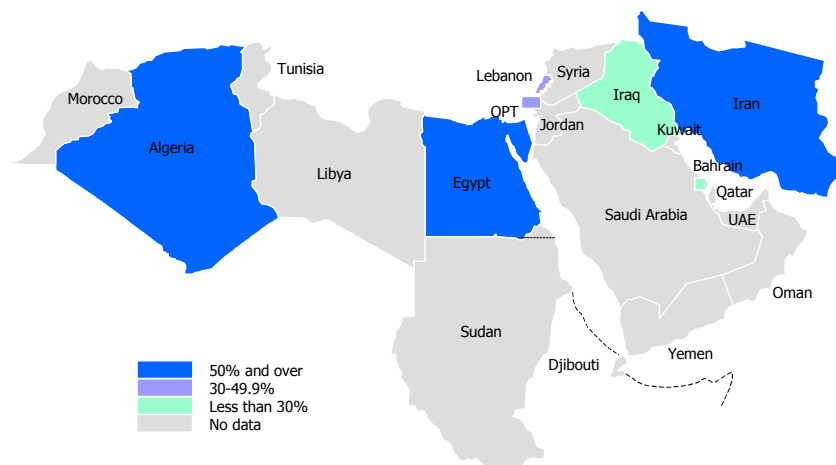 Tunisia
Morocco
Algeria
Libya
Egypt
Lebanon
Syria
OPT
Jordan
Iraq
Iran
Kuwait
Bahrain
Qatar
UAE
Saudi Arabia
Oman
Yemen
Sudan
Djibouti
50% and over
30-49.9%
Less than 30%
No data